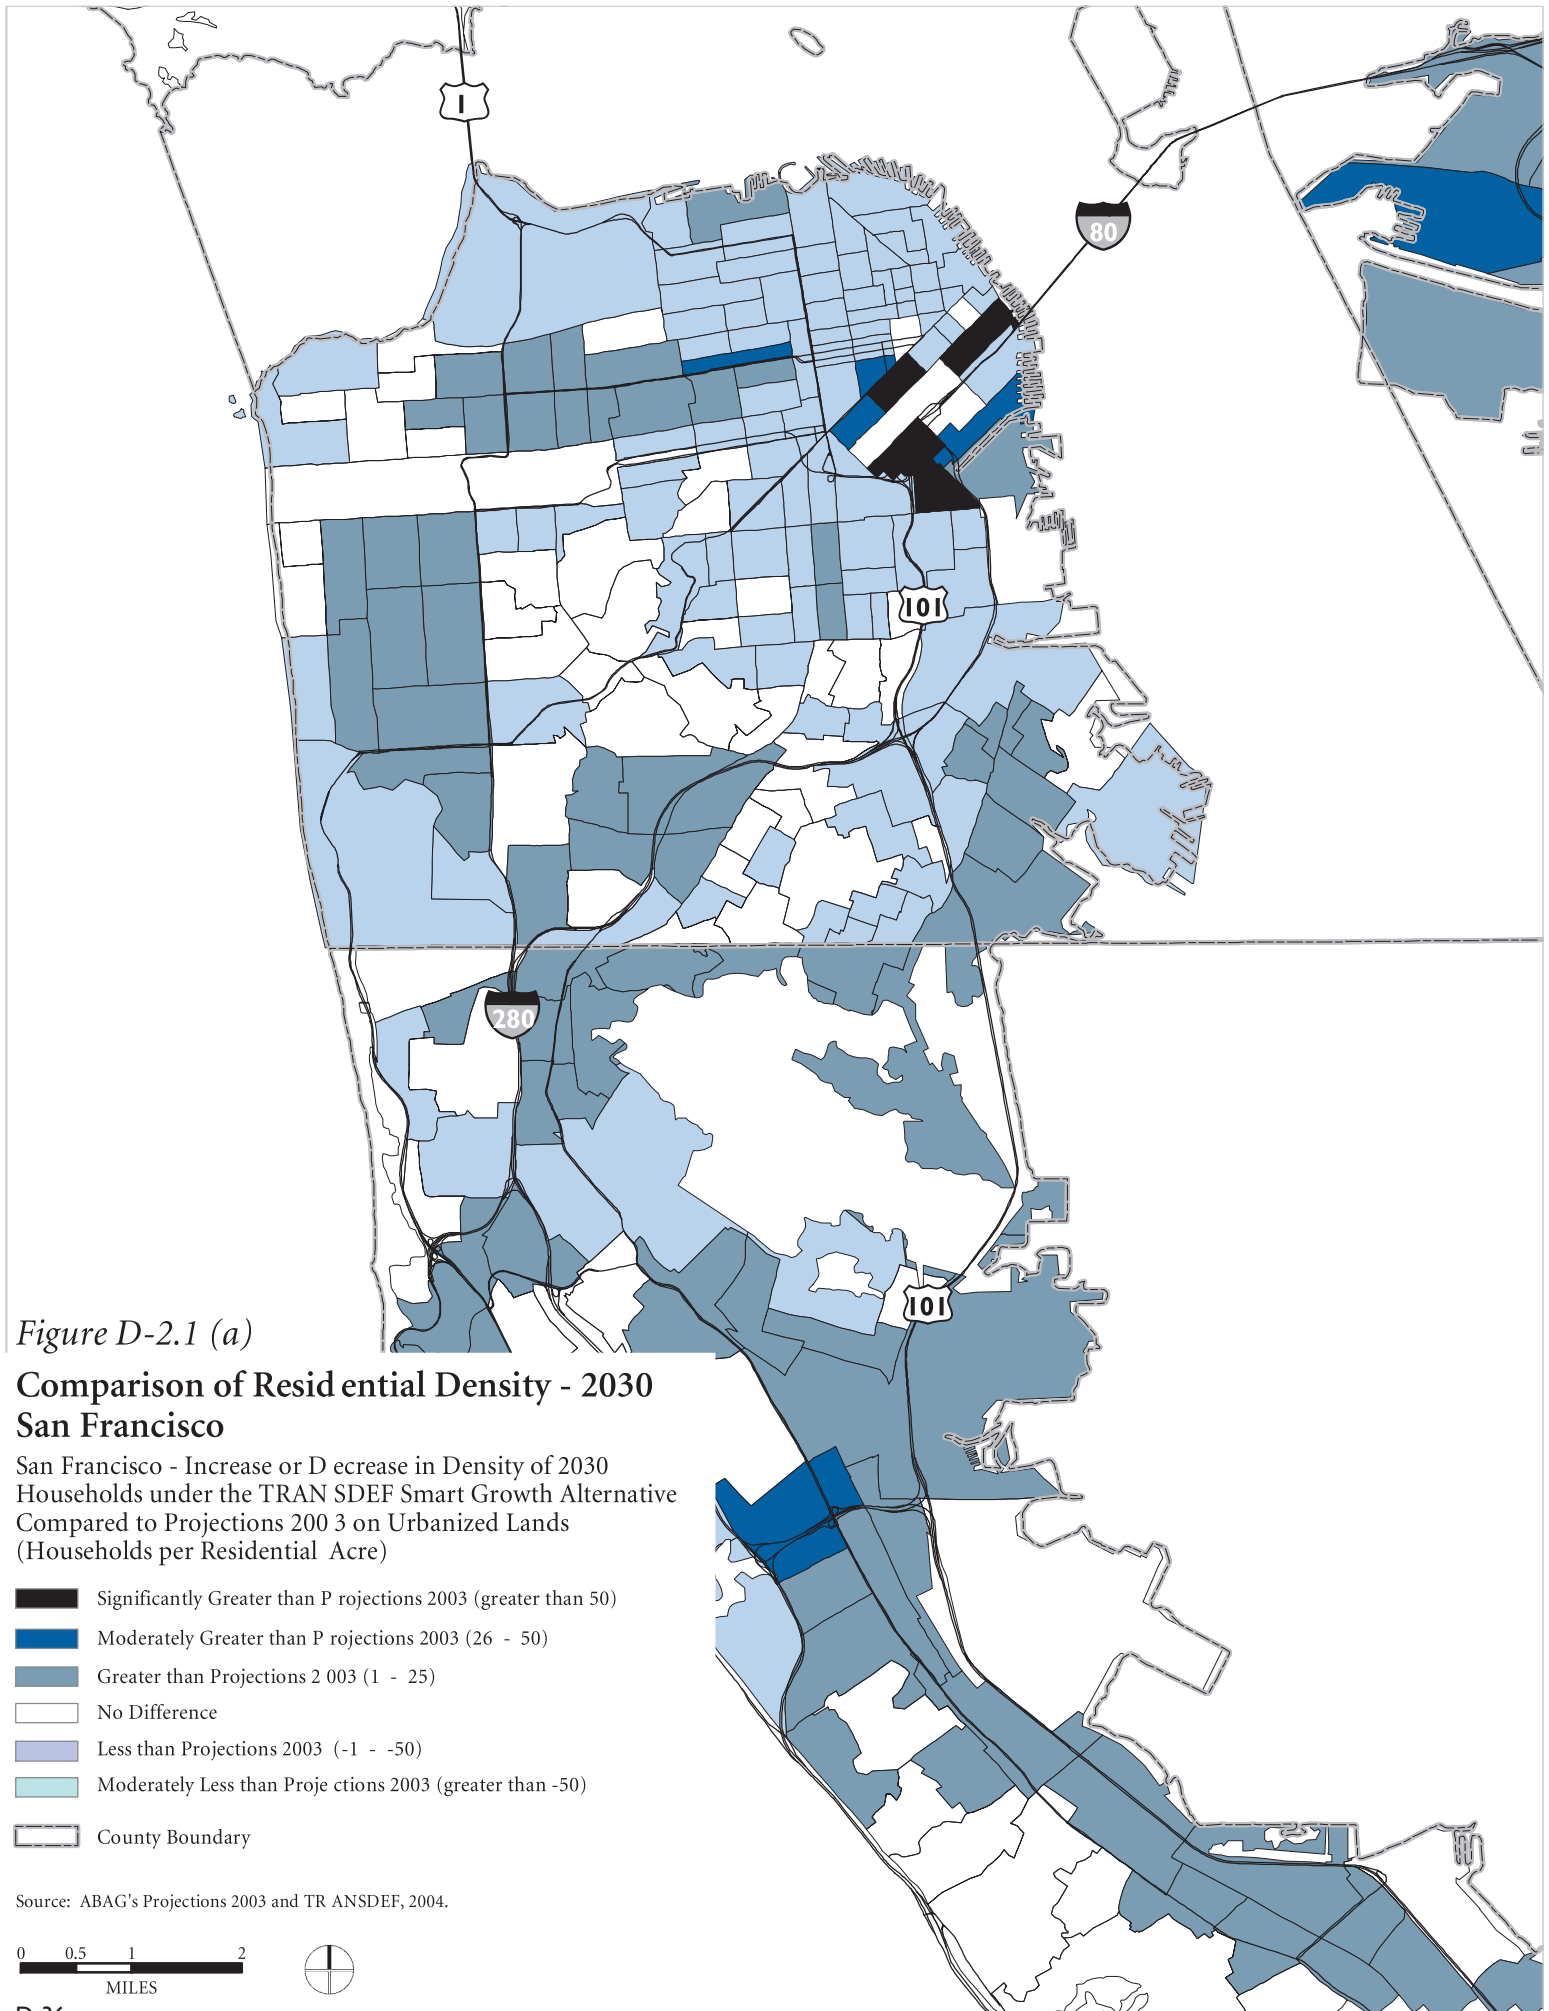 1
80
101
280
101
Figure D-2.1 (a)
Comparison of Resid ential Density - 2030
San Francisco
San Francisco - Increase or D ecrease in Density of 2030
Households under the TRAN SDEF Smart Growth Alternative
Compared to Projections 200 3 on Urbanized Lands
(Households per Residential Acre)
Significantly Greater than P rojections 2003 (greater than 50)
Moderately Greater than P rojections 2003 (26 - 50)
Greater than Projections 2 003 (1 - 25)
No Difference
Less than Projections 2003 (-1 - -50)
Moderately Less than Proje ctions 2003 (greater than -50)
County Boundary
Source: ABAG's Projections 2003 and TR ANSDEF, 2004.
0 0.5 1 2
MILES